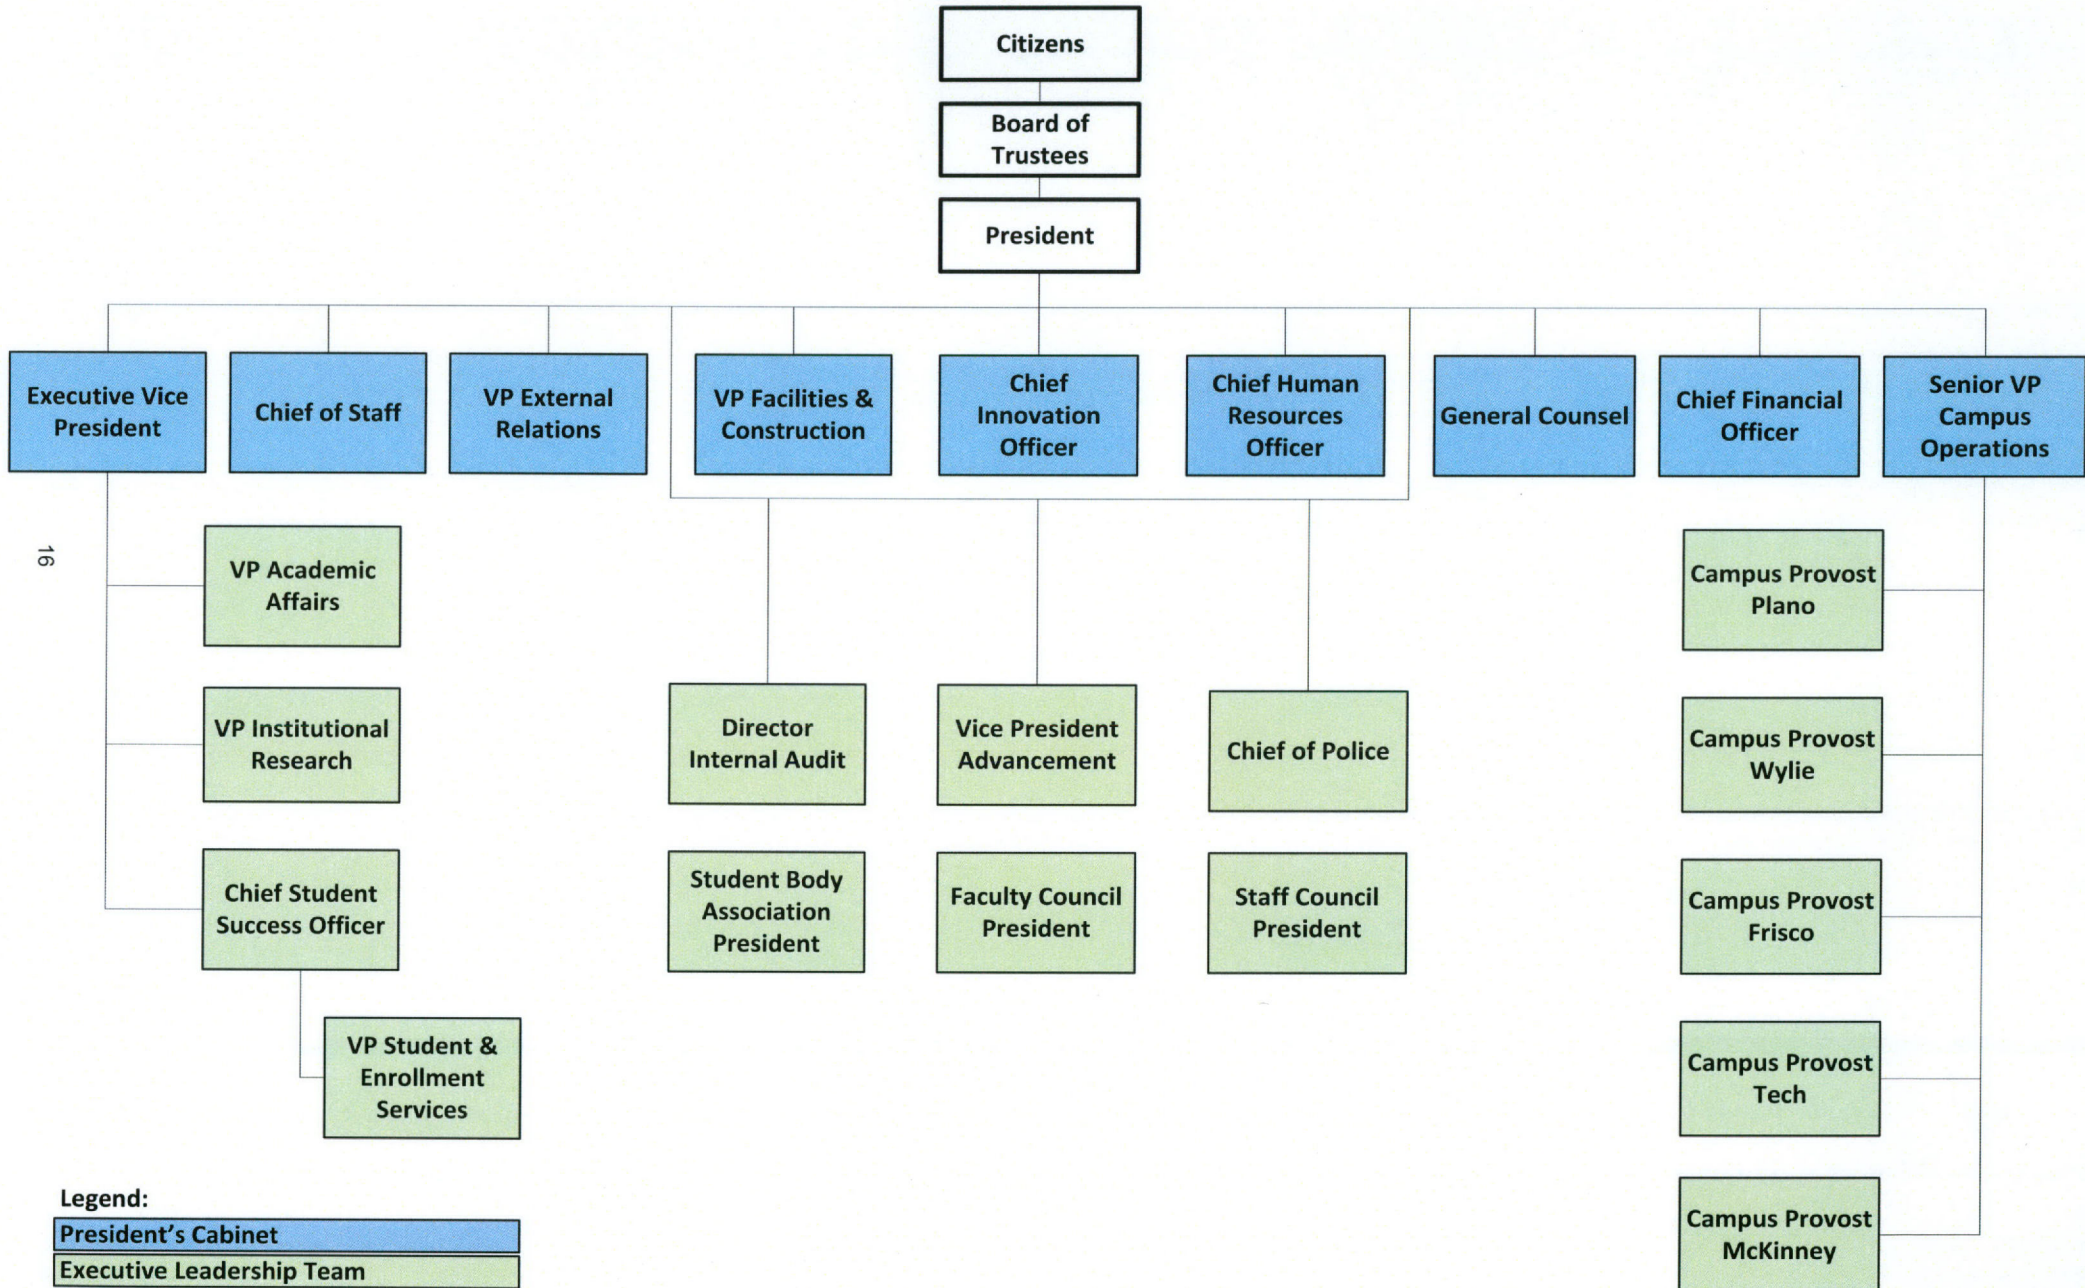 Citizens
Board of
Trustees
President
Executive Vice
President
Chief of Staff
VP External
Relations
VP Facilities &
Construction
Chief
Innovation
Officer
Chief Human
Resources
Officer
General Counsel
Chief Financial
Officer
Senior VP
Campus
Operations
16
VP Academic
Affairs
VP Institutional
Research
Chief Student
Success Officer
VP Student &
Enrollment
Services
Director
Internal Audit
Vice President
Advancement
Chief of Police
Student Body
Association
President
Faculty Council
President
Staff Council
President
Campus Provost
Plano
Campus Provost
Wylie
Campus Provost
Frisco
Campus Provost
Tech
Campus Provost
McKinney
Legend:
President’s Cabinet
Executive Leadership Team